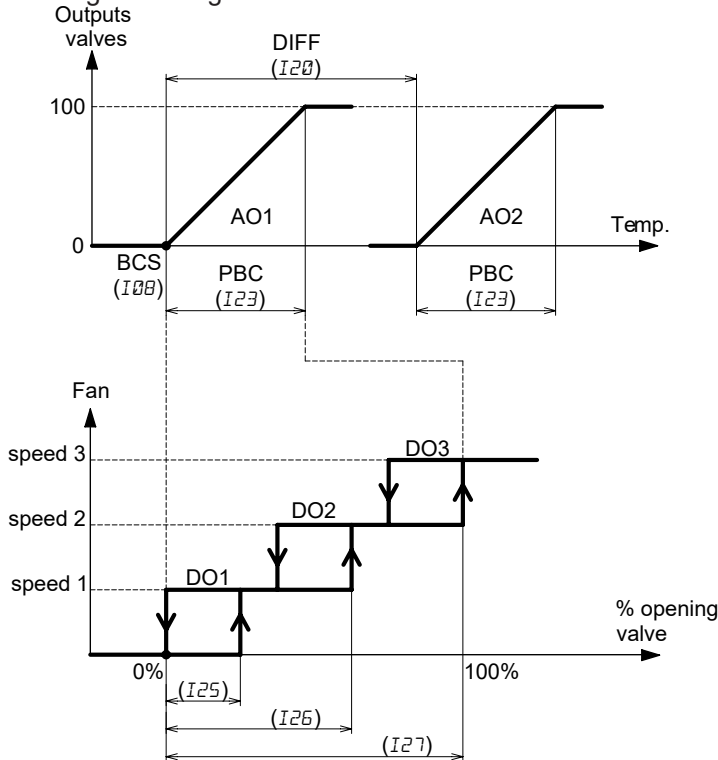 Outputs
valves
DIFF
(I20)
100
AO1
AO2
Temp.
0
BCS
(I08)
PBC
(I23)
PBC
(I23)
Fan
speed 3
DO3
speed 2
DO2
speed 1
DO1
% opening
valve
0%
100%
(I25)
(I26)
(I27)